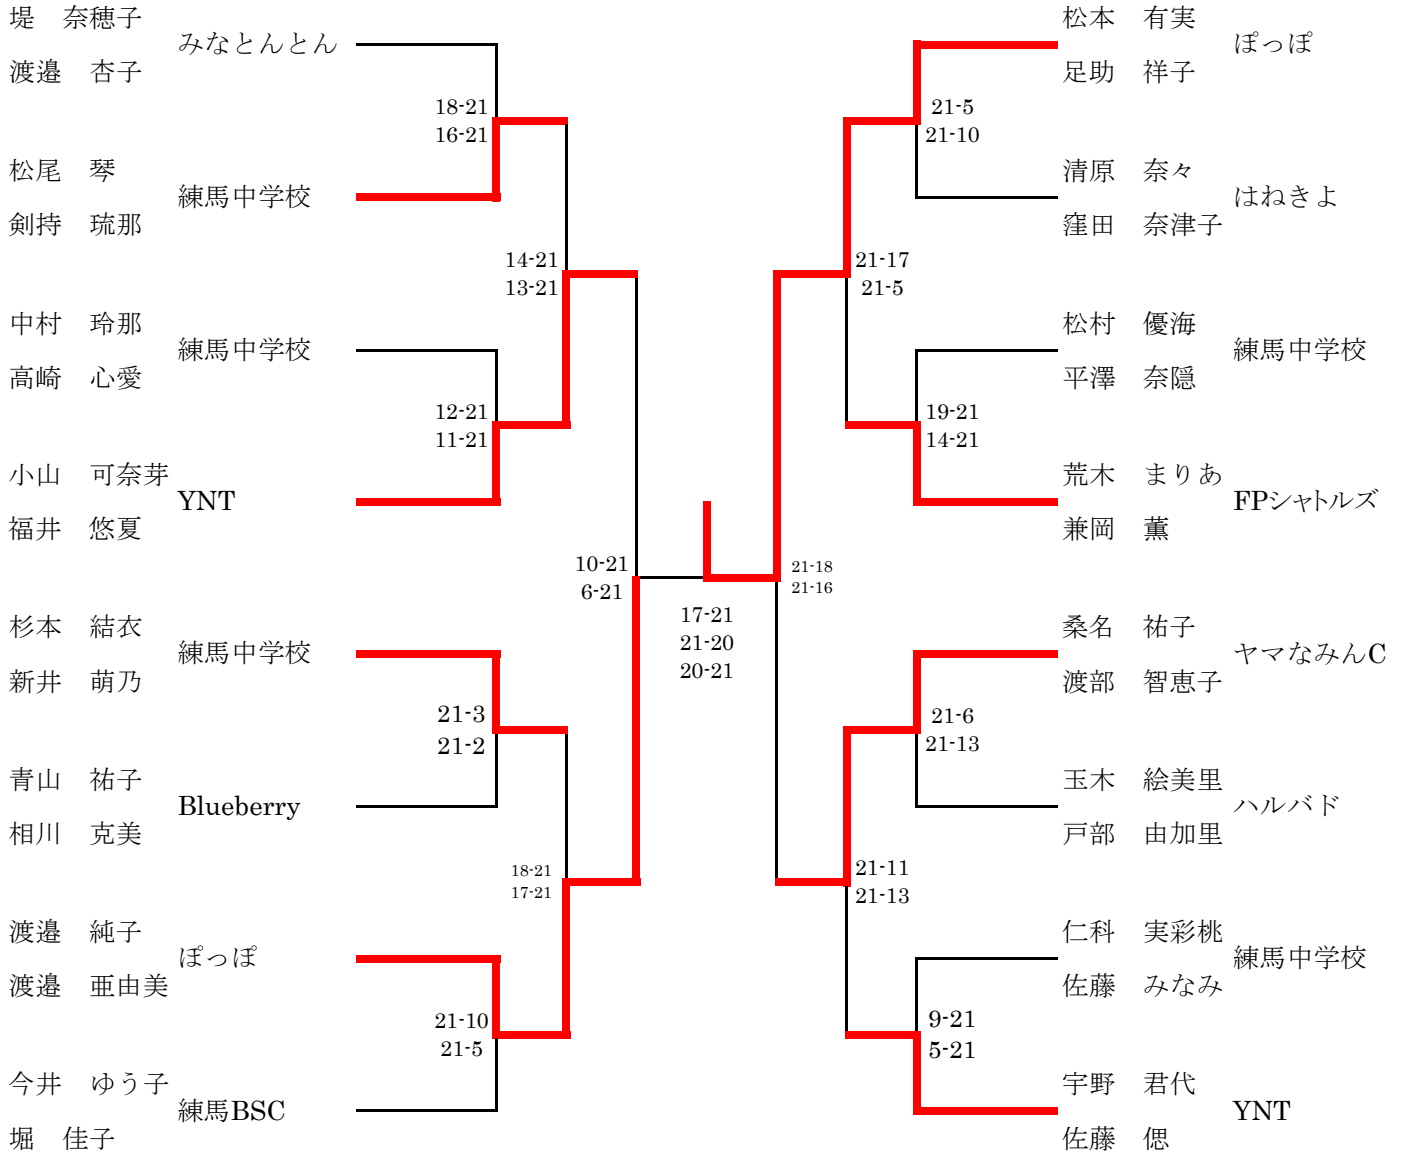 堤　奈穂子
みなとんとん
渡邉　杏子
18-21
16-21
松尾　琴
練馬中学校
剣持　琉那
14-21
13-21
中村　玲那
練馬中学校
高崎　心愛
12-21
11-21
小山　可奈芽
YNT
福井　悠夏
10-21
6-21
杉本　結衣
練馬中学校
新井　萌乃
21-3
21-2
青山　祐子
Blueberry
相川　克美
18-21
17-21
渡邉　純子
ぽっぽ
渡邉　亜由美
21-10
21-5
今井　ゆう子
練馬BSC
堀　佳子
17-21
21-20
20-21
松本　有実
ぽっぽ
足助　祥子
21-5
21-10
清原　奈々
はねきよ
窪田　奈津子
21-17
21-5
松村　優海
練馬中学校
平澤　奈隠
19-21
14-21
荒木　まりあ
FPシャトルズ
兼岡　薫
21-18
21-16
桑名　祐子
ヤマなみんC
渡部　智恵子
21-6
21-13
玉木　絵美里
ハルバド
戸部　由加里
21-11
21-13
仁科　実彩桃
練馬中学校
佐藤　みなみ
9-21
5-21
宇野　君代
YNT
佐藤　偲